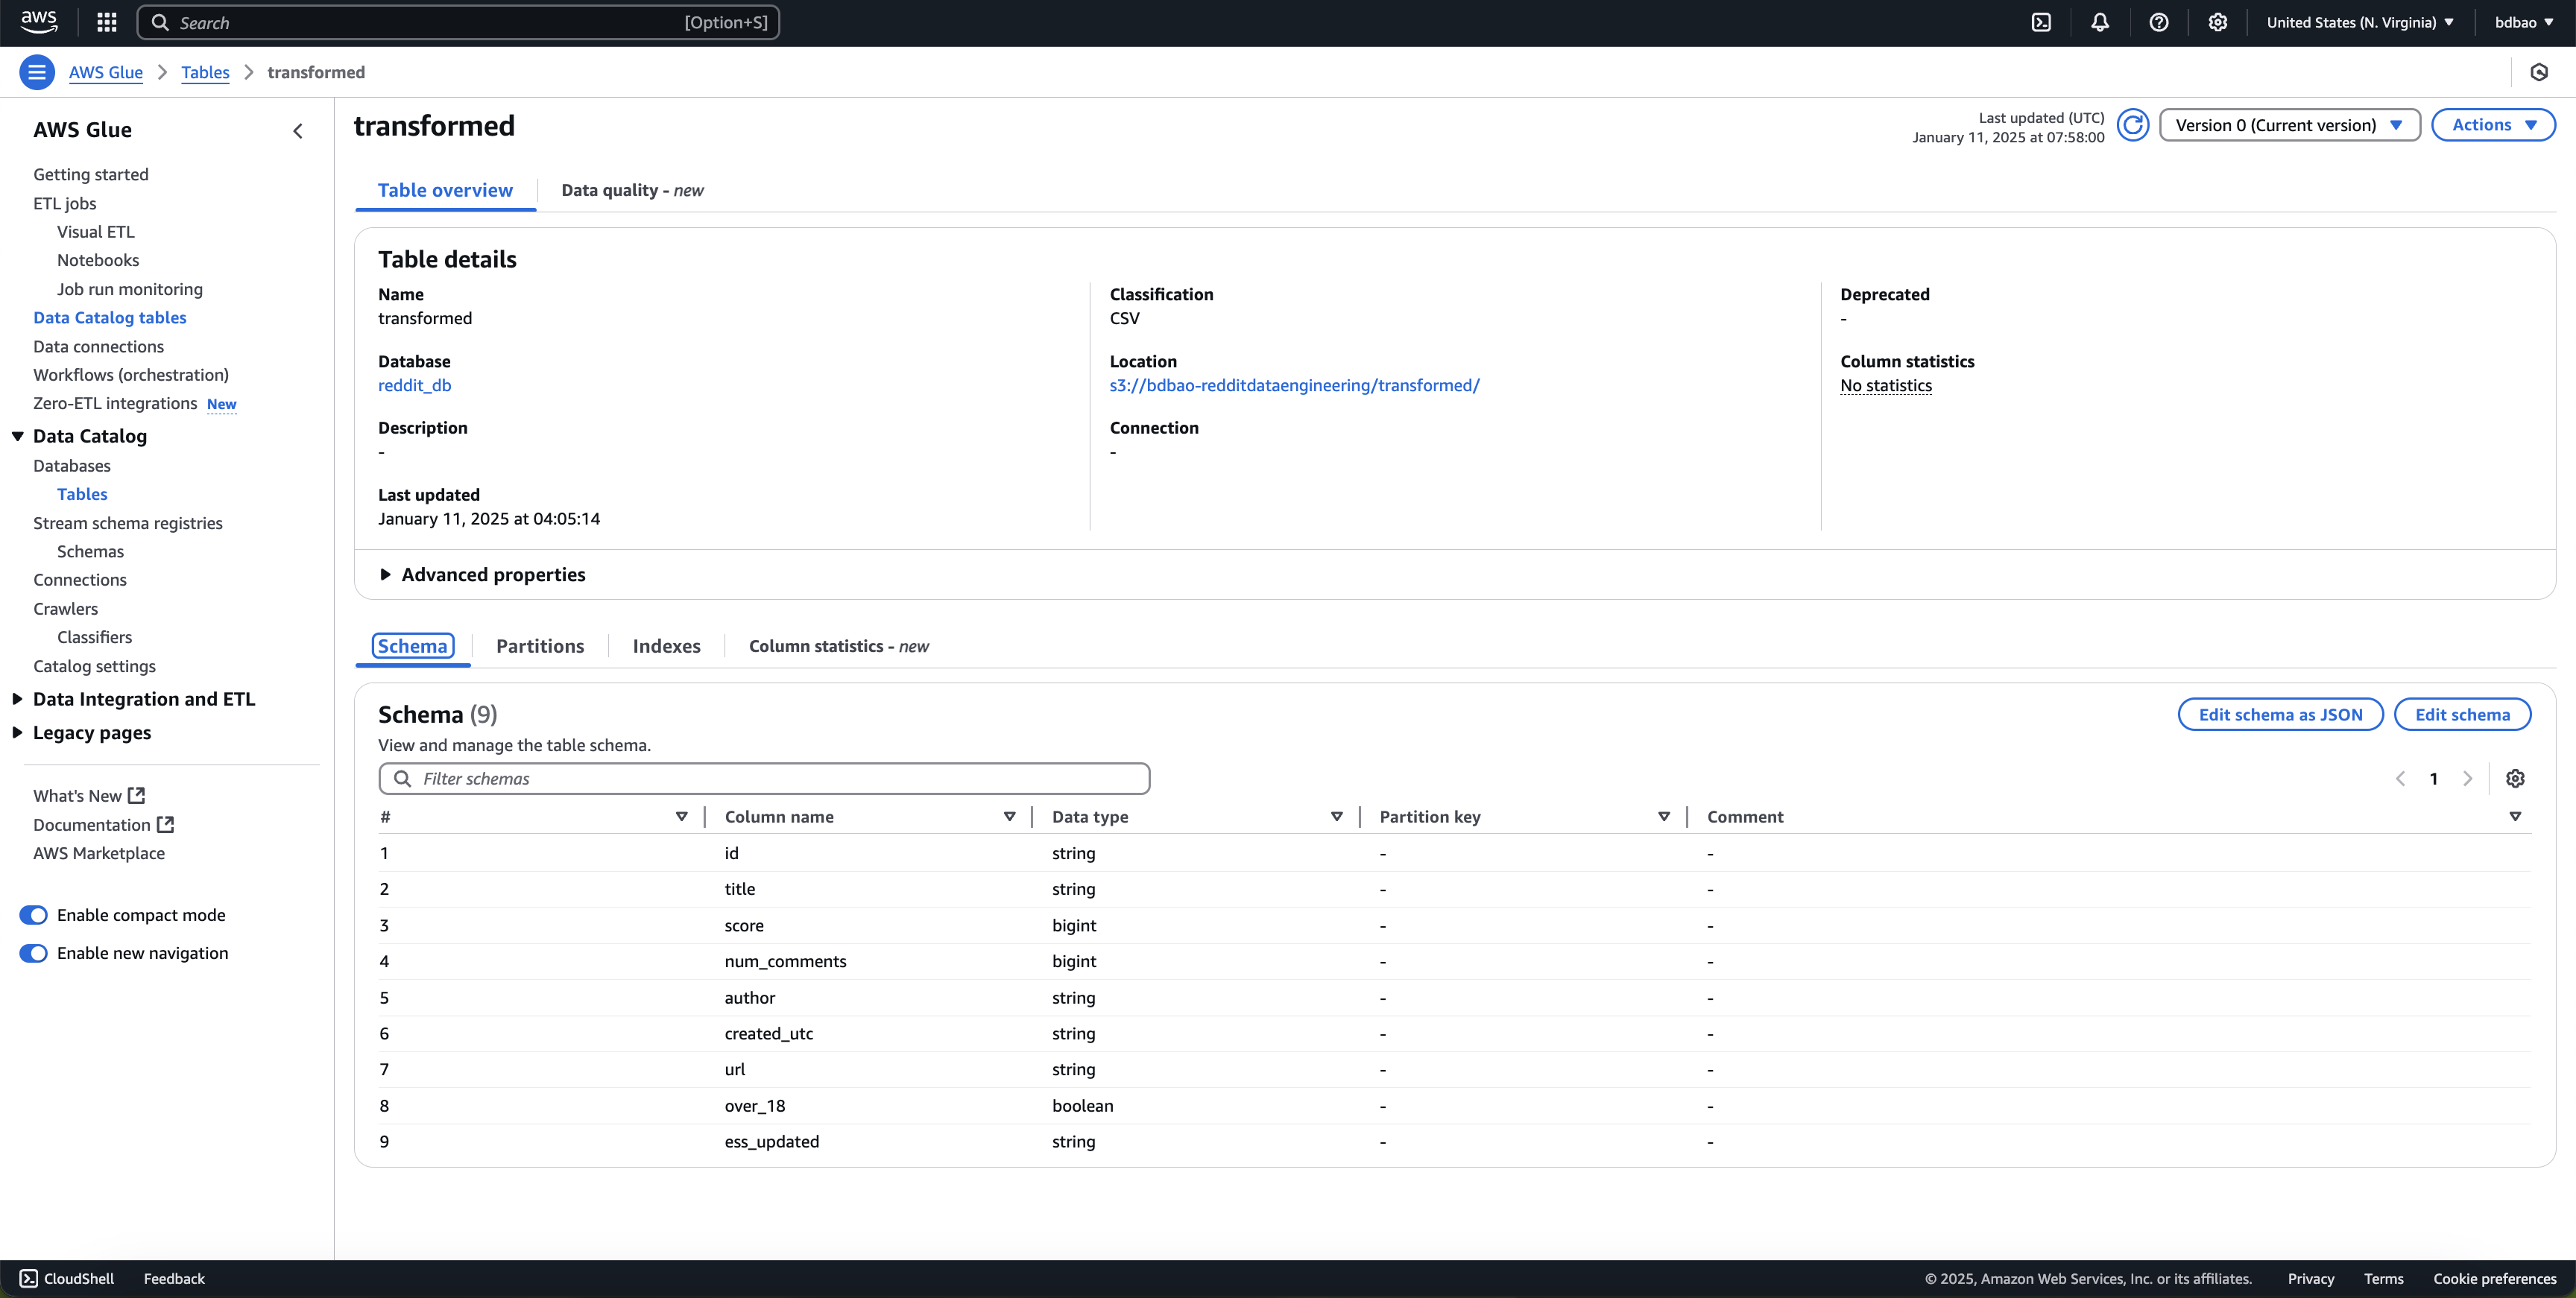 aws
Search [Option+S]
United States (N. Virginia)
bdbao
AWS Glue
Tables
transformed
AWS Glue
Getting started
ETL jobs
Visual ETL
Notebooks
Job run monitoring
Data Catalog tables
Data connections
Workflows (orchestration)
Zero-ETL integrations New
Data Catalog
Databases
Tables
Stream schema registries
Schemas
Connections
Crawlers
Classifiers
Catalog settings
Data Integration and ETL
Legacy pages
What's New
Documentation
AWS Marketplace
Enable compact mode
Enable new navigation
transformed
Last updated (UTC)
January 11, 2025 at 07:58:00
Version 0 (Current version)
Actions
Table overview
Data quality - new
Table details
Name
transformed
Database
reddit_db
Description
-
Last updated
January 11, 2025 at 04:05:14
Classification
CSV
Location
s3://bdbao-redditdataengineering/transformed/
Connection
-
Deprecated
-
Column statistics
No statistics
Advanced properties
Schema
Partitions
Indexes
Column statistics - new
Schema (9)
View and manage the table schema.
Edit schema as JSON
Edit schema
Filter schemas
1
# Column name Data type Partition key Comment
1 id string - -
2 title string - -
3 score bigint - -
4 num_comments bigint - -
5 author string - -
6 created_utc string - -
7 url string - -
8 over_18 boolean - -
9 ess_updated string - -
CloudShell
Feedback
© 2025, Amazon Web Services, Inc. or its affiliates.
Privacy
Terms
Cookie preferences